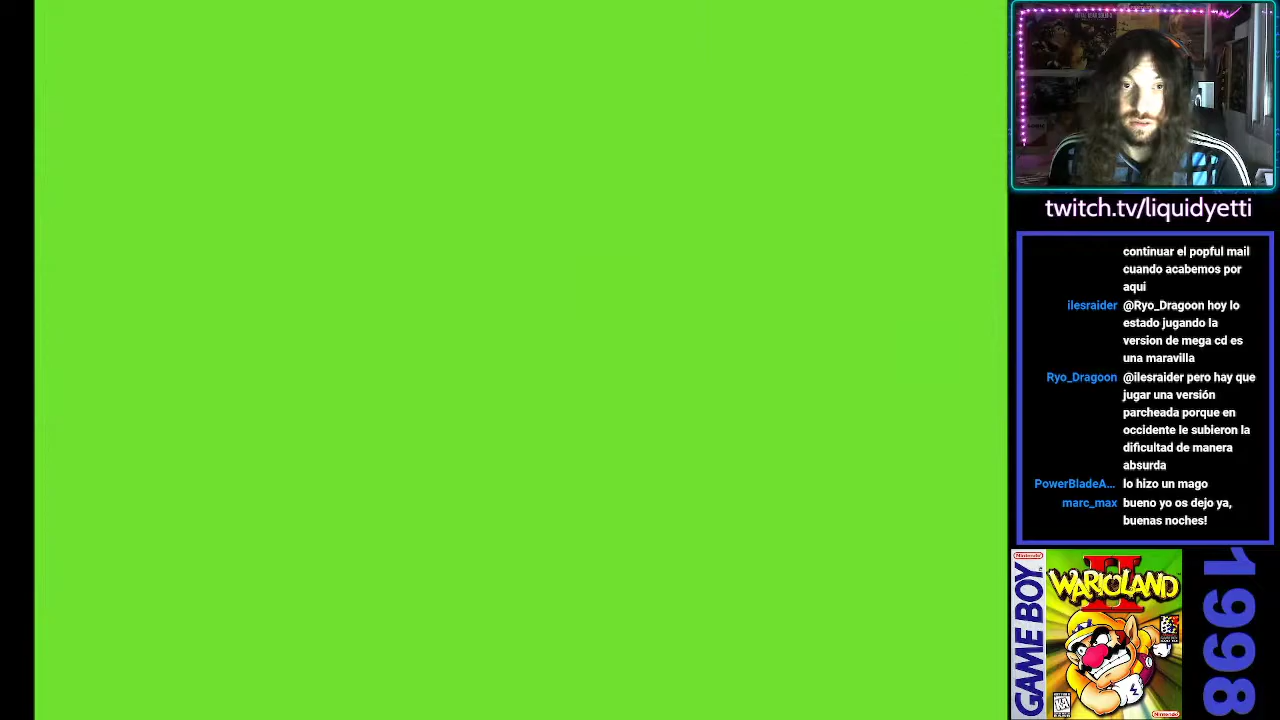 twitch.tv/liquidyetti
continuar el popful mail
cuando acabemos por
aqui
ilesraider @Ryo_Dragoon hoy lo
estado jugando la
version de mega cd es
una maravilla
Ryo_Dragoon @ilesraider pero hay que
jugar una versión
parcheada porque en
occidente le subieron la
dificultad de manera
absurda
PowerBladeA... lo hizo un mago
marc_max bueno yo os dejo ya,
buenas noches!
Nintendo
GAME BOY
WARIOLAND
II
Nintendo
1998